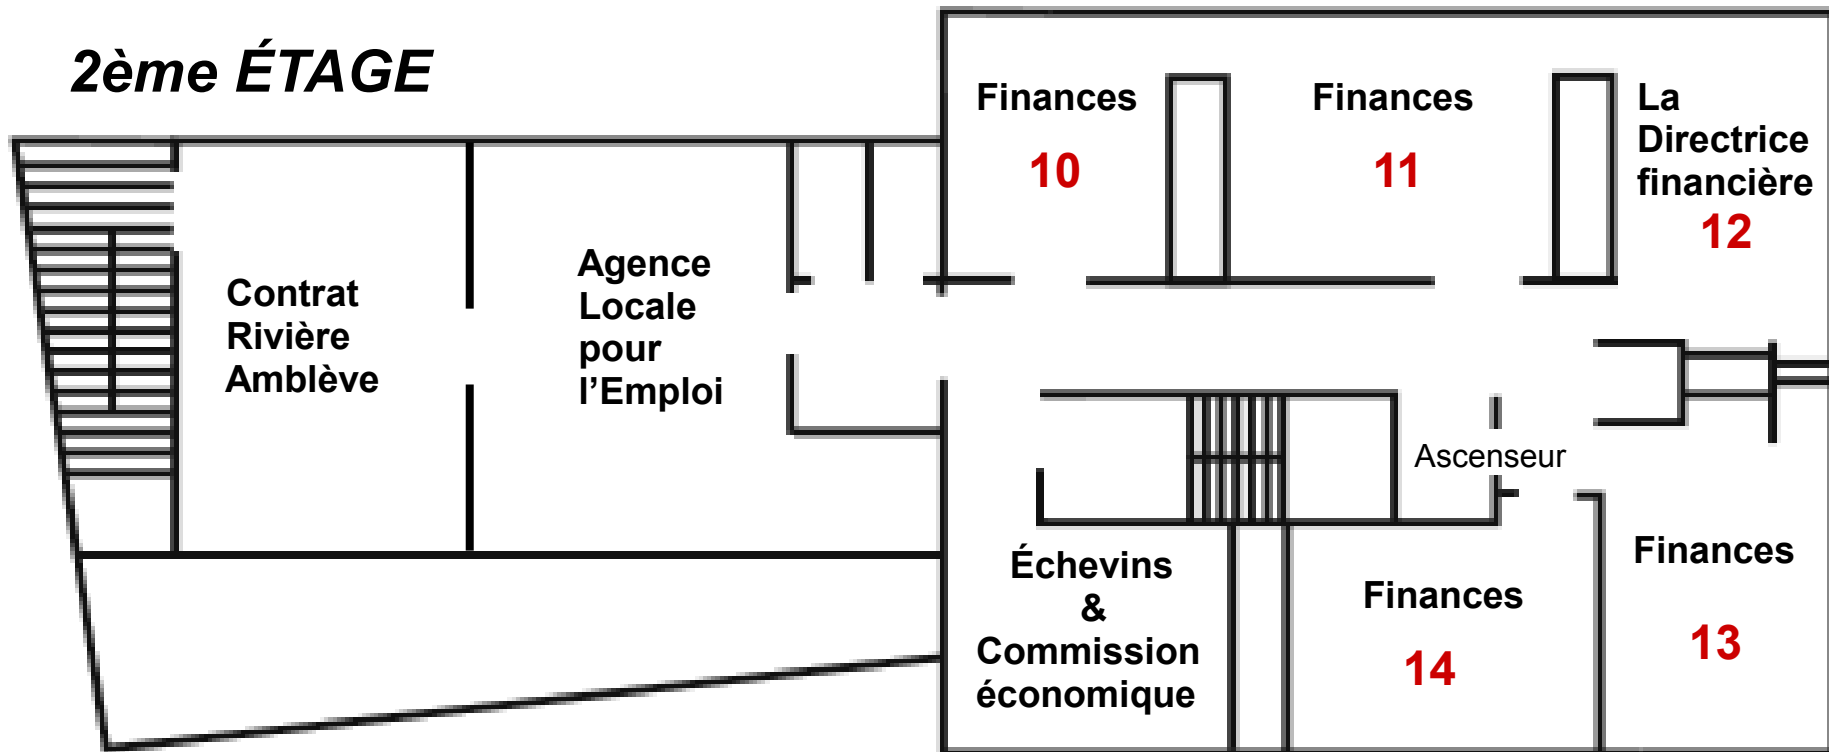 2ème ÉTAGE
Finances
10
Finances
11
La
Directrice
financière
12
Contrat
Rivière
Amblève
Agence
Locale
pour
l’Emploi
Ascenseur
Échevins
&
Commission
économique
Finances
14
Finances
13